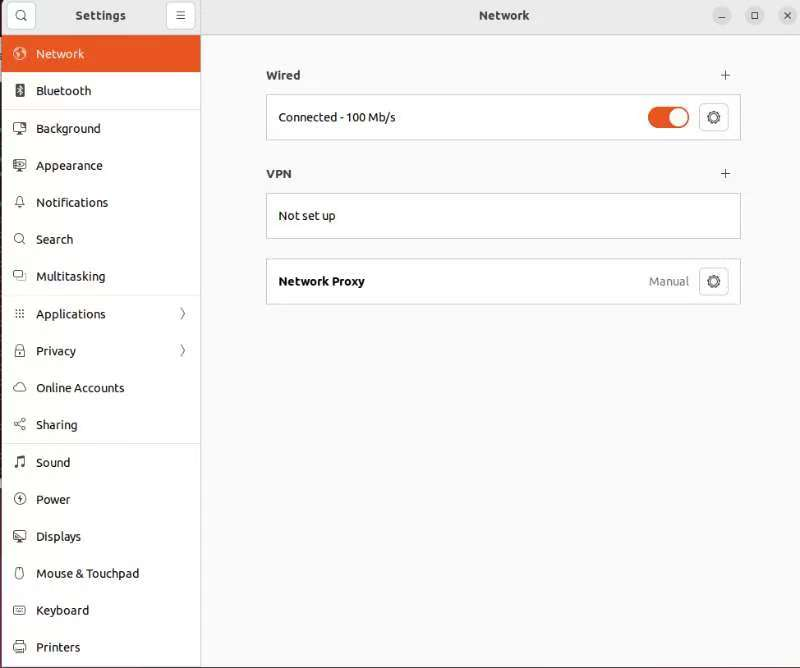 Settings
Network
Network
Bluetooth
Background
Appearance
Notifications
Search
Multitasking
Applications
Privacy
Online Accounts
Sharing
Sound
Power
Displays
Mouse & Touchpad
Keyboard
Printers
Wired
Connected - 100 Mb/s
VPN
Not set up
Network Proxy Manual